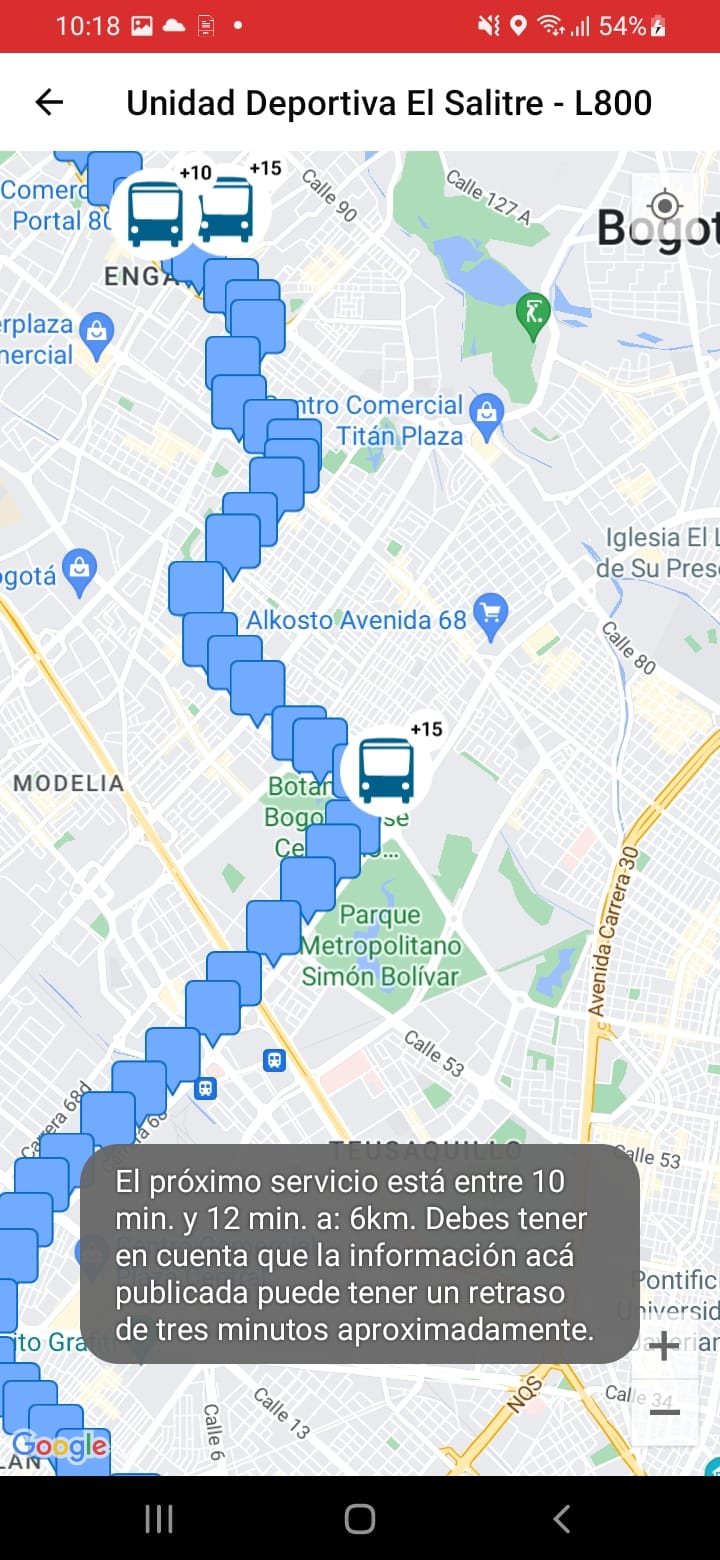 10:18
54%
Unidad Deportiva El Salitre - L800
+10
+15
Calle 90
Calle 127 A
Comerc
Portal 80
Bogot
ENGA
erplaza
mercial
ntro Comercial
Titán Plaza
Iglesia El L
de Su Pres
ogotá
Alkosto Avenida 68
Calle 80
+15
MODELIA
Botan
Bogo
se
Ce
...
Avenida Carrera 30
Parque
Metropolitano
Simón Bolívar
Calle 53
Carrera 68d
TEUSAQUILLO
Calle 53
El próximo servicio está entre 10
min. y 12 min. a: 6km. Debes tener
en cuenta que la información acá
publicada puede tener un retraso
de tres minutos aproximadamente.
Pontific
Universid
Javerian
ito Grafiti
NQS
Calle 34
Calle 13
Calle 6
Google
LAN